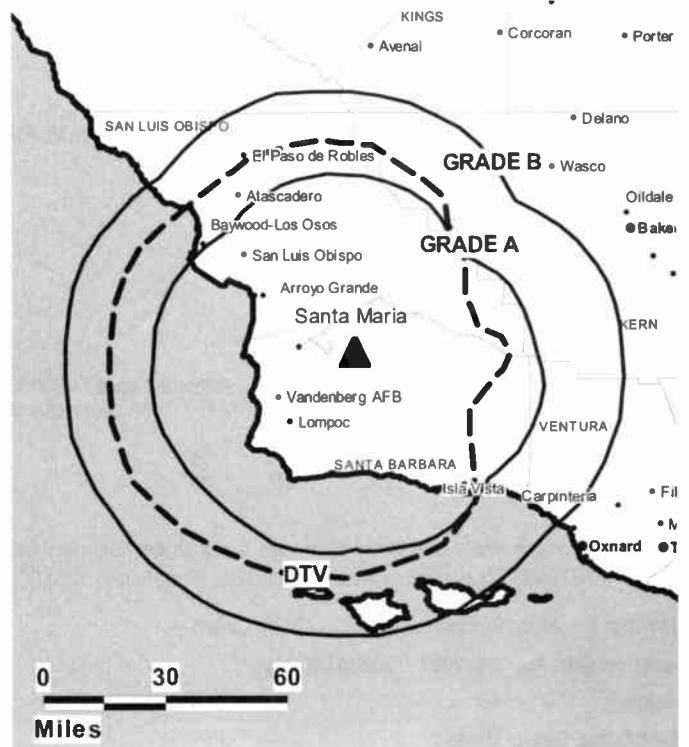 KINGS
Corcoran
Porter
Avenal
Delano
SAN LUIS OBISPO
El Paso de Robles
GRADE B
Wasco
Atascadero
Oildale
Baywood-Los Osos
Bake
San Luis Obispo
GRADE A
Arroyo Grande
Santa Maria
KERN
Vandenberg AFB
Lompoc
VENTURA
SANTA BARBARA
Isla Vista
Carpinteria
Fil
M
Oxnard
T
DTV
0 30 60
Miles